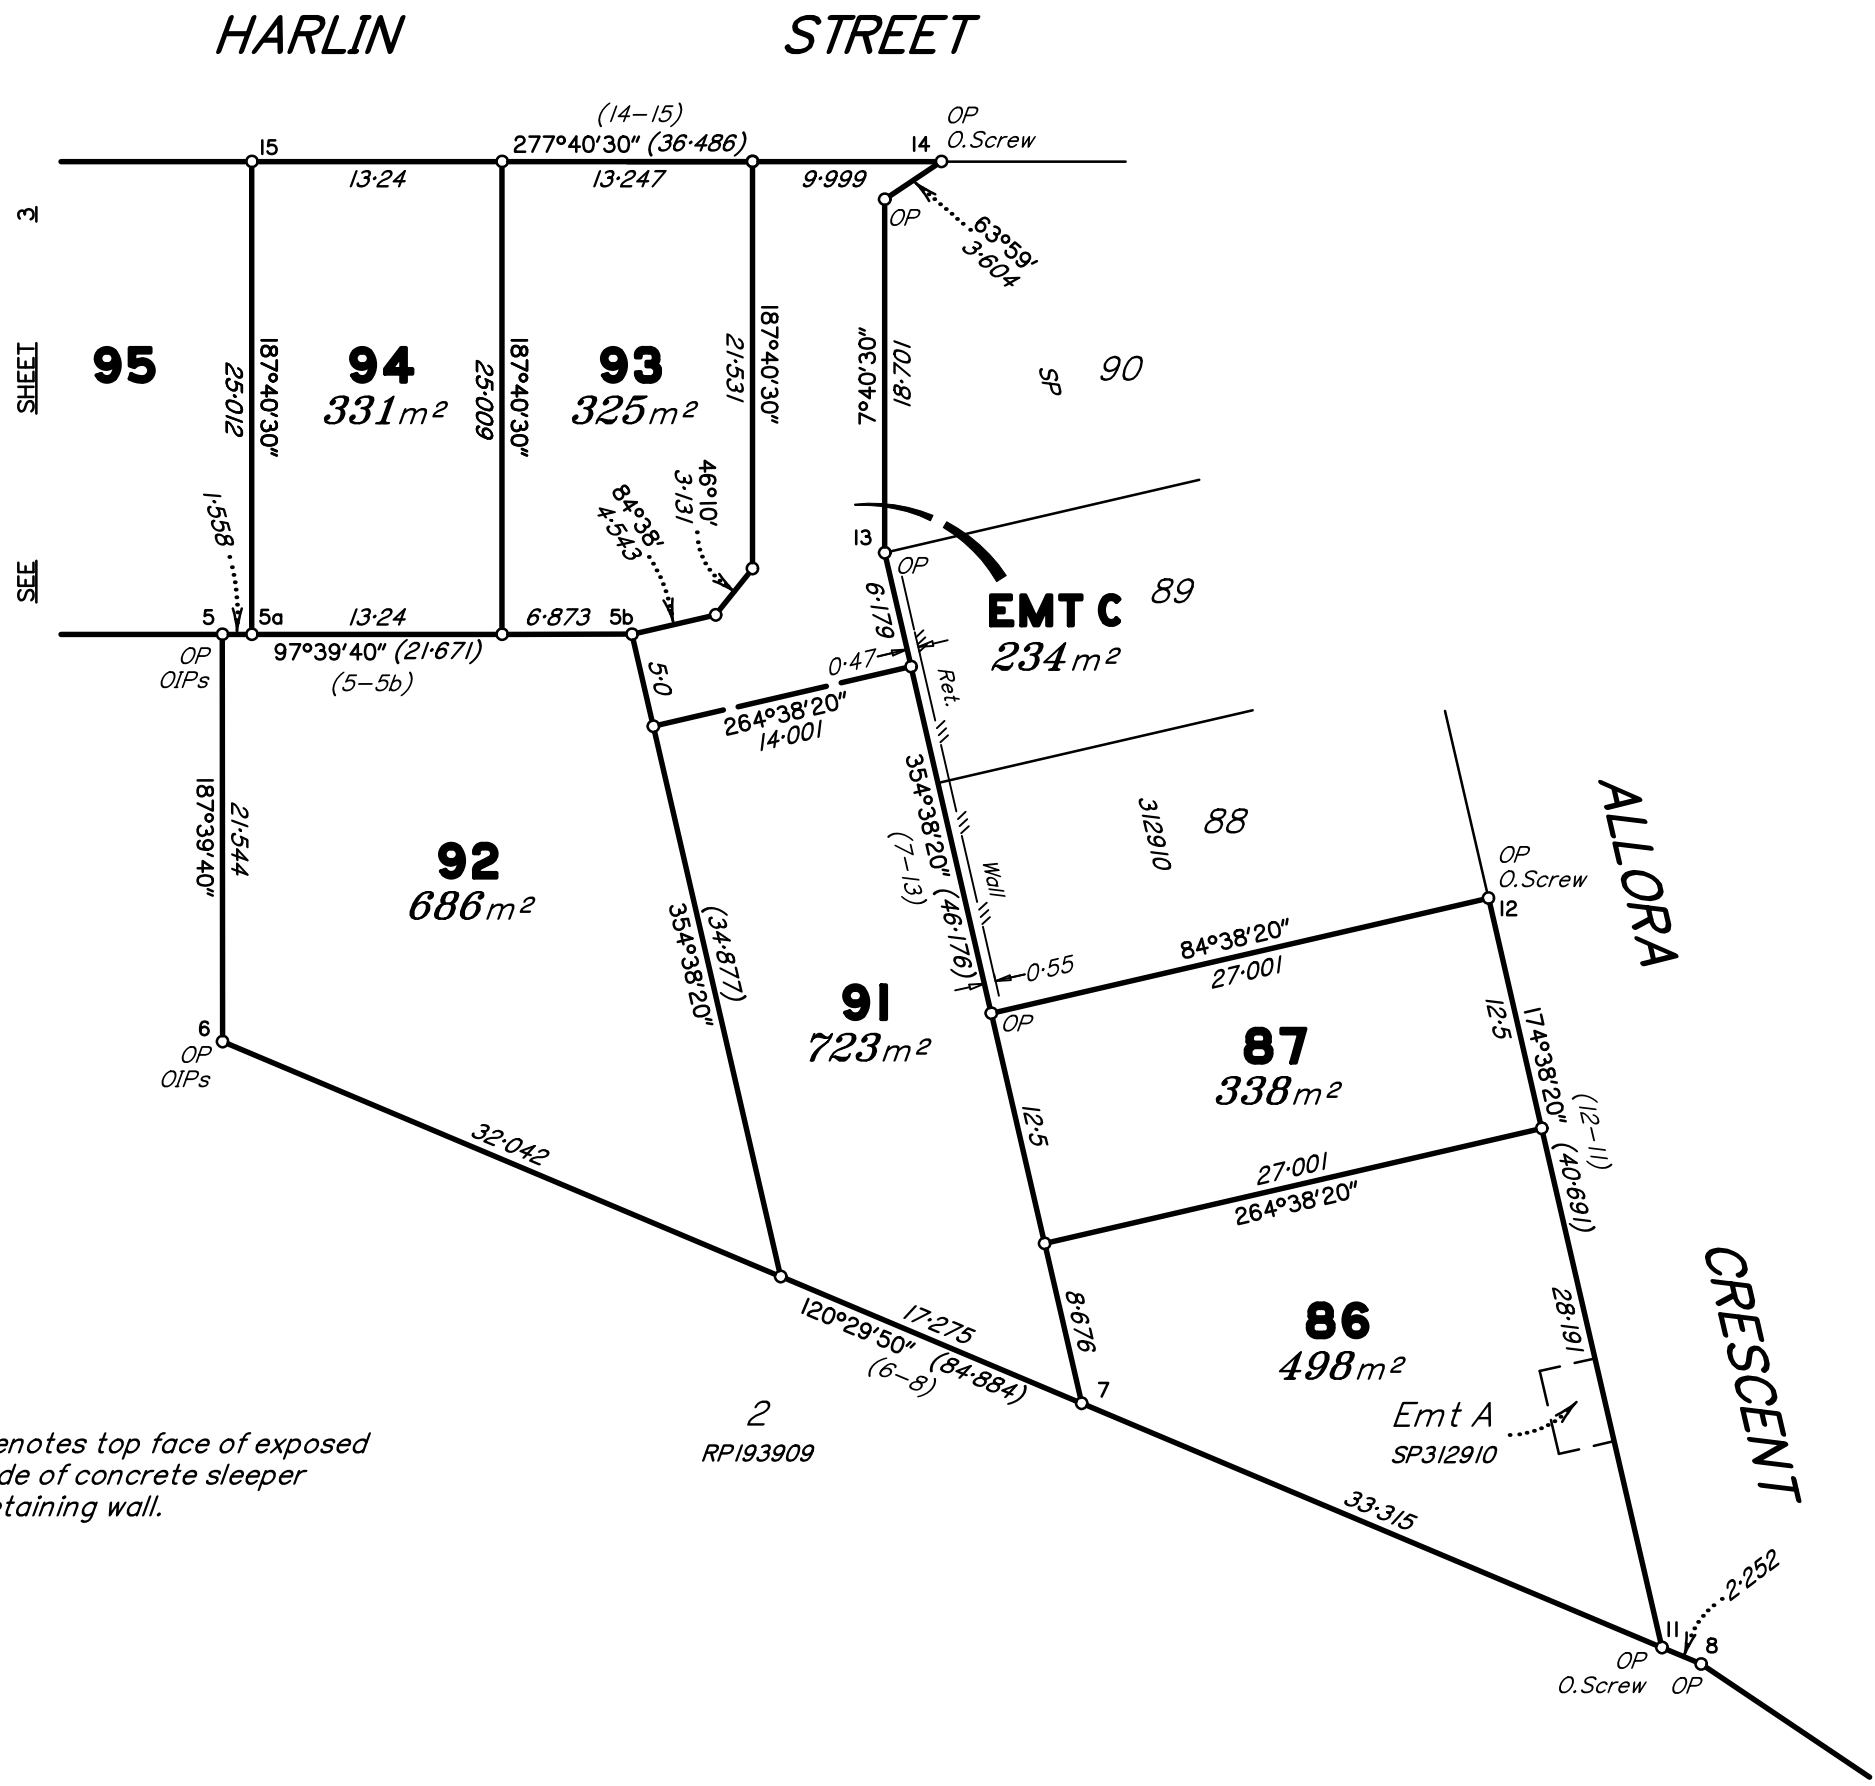 HARLIN STREET
(14-15)
277°40'30" (36·486)
15
14
OP
O.Screw
13·24
13·247
9·999
OP
63°59'
3·604
SEE SHEET 3
95
94
331m²
93
325m²
25·012
187°40'30"
25·009
187°40'30"
21·531
187°40'30"
7°40'30"
18·701
SP
90
1·558
84°38'
4·543
46°10'
3·131
13
OP
EMT C
234m²
89
5
5a
13·24
6·873
5b
97°39'40" (21·671)
(5-5b)
OP
OIPs
5·0
6·179
0·47
Ret.
264°38'20"
14·001
187°39'40"
21·544
92
686m²
354°38'20"
(34·877)
354°38'20" (46·176)
(7-13)
Wall
0·55
312910
88
OP
O.Screw
12
ALLORA
84°38'20"
27·001
91
723m²
OP
6
OP
OIPs
87
338m²
12·5
174°38'20" (40·691)
(12-11)
12·5
32·042
27·001
264°38'20"
8·676
28·191
CRESCENT
17·275
120°29'50" (84·884)
(6-8)
7
86
498m²
Emt A
SP312910
2
RP193909
enotes top face of exposed
de of concrete sleeper
etaining wall.
33·315
2·252
11
8
OP
O.Screw
OP